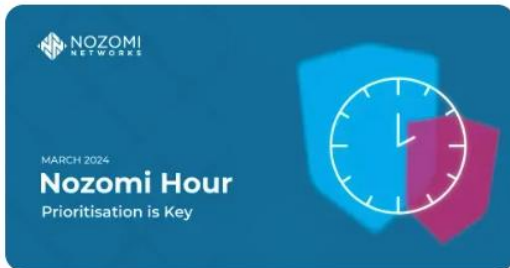 NOZOMI
NETWORKS
MARCH 2024
Nozomi Hour
Prioritisation is Key